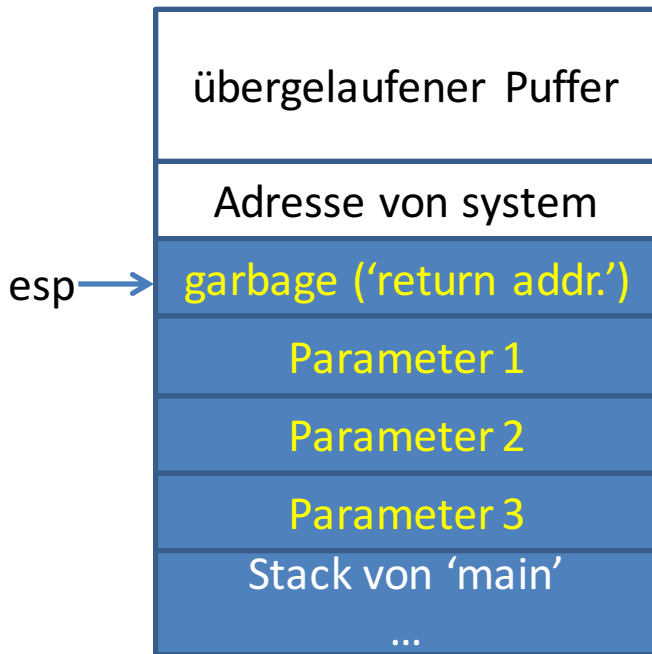 übergelaufener Puffer
Adresse von system
esp
garbage (‘return addr.’)
Parameter 1
Parameter 2
Parameter 3
Stack von ‘main’
…